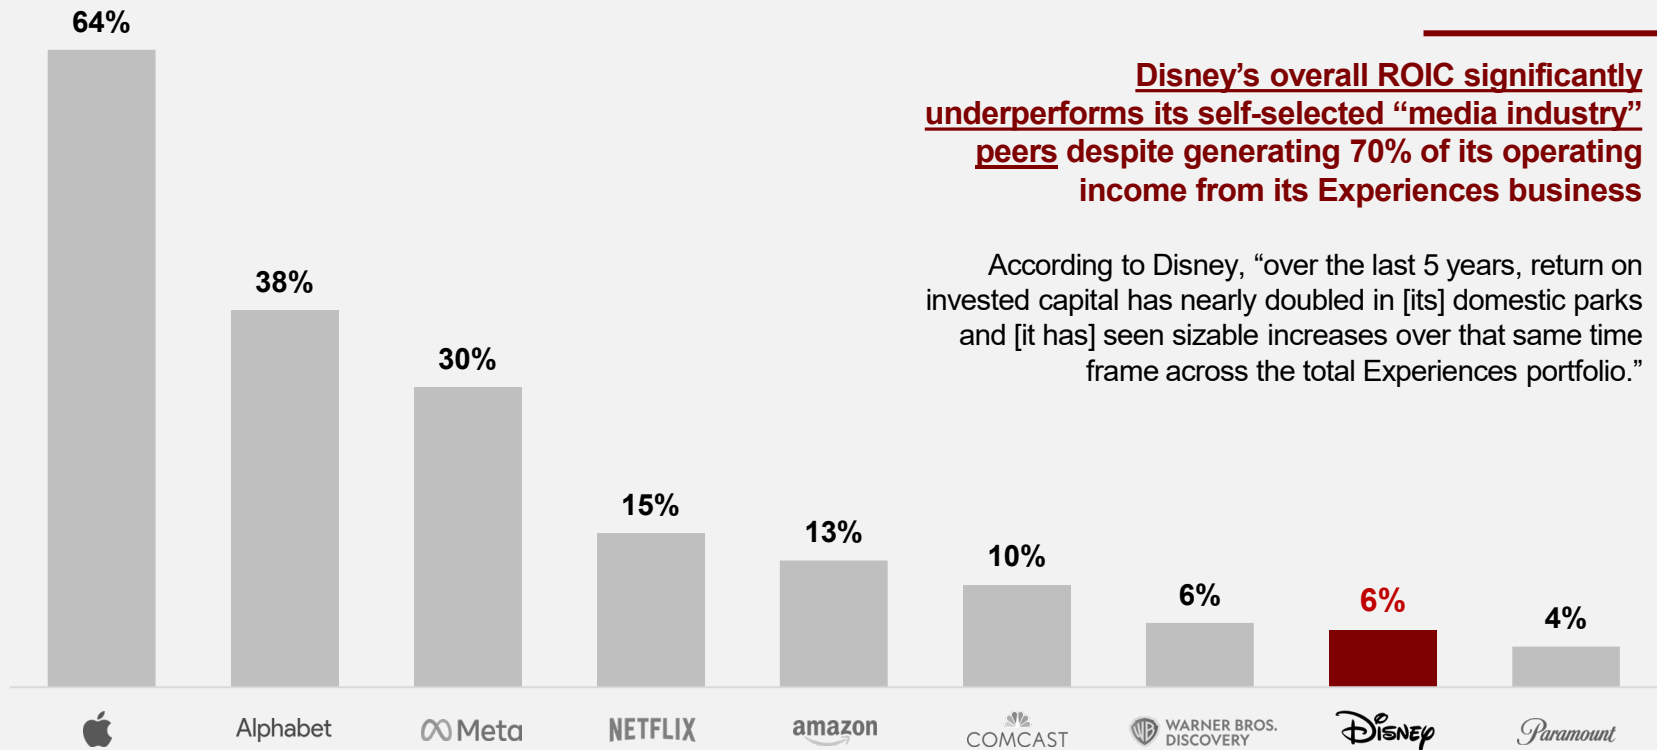 64%
38%
30%
15%
13%
10%
6%
6%
4%
Disney’s overall ROIC significantly
underperforms its self-selected “media industry”
peers despite generating 70% of its operating
income from its Experiences business
According to Disney, “over the last 5 years, return on
invested capital has nearly doubled in [its] domestic parks
and [it has] seen sizable increases over that same time
frame across the total Experiences portfolio.”
Alphabet
Meta
NETFLIX
amazon
COMCAST
WB WARNER BROS.
DISCOVERY
Disney
Paramount